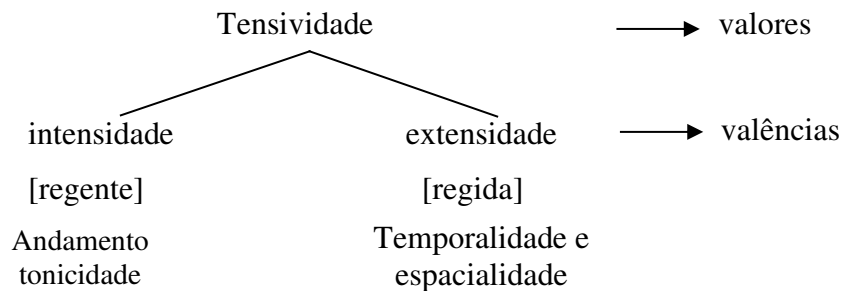 Tensividade valores
intensidade extensidade valências
[regente] [regida]
Andamento Temporalidade e
tonicidade espacialidade